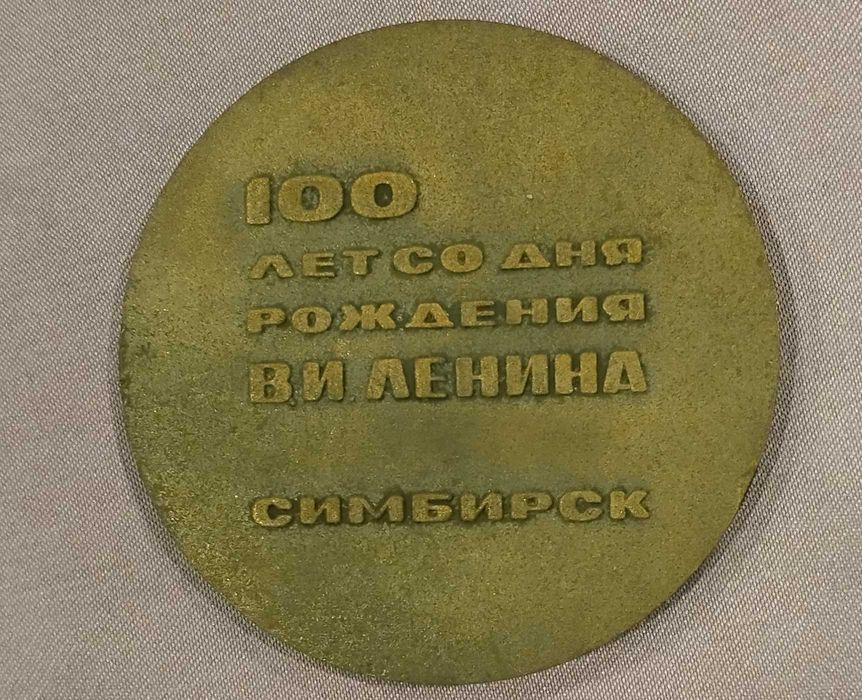 100
ЛЕТ СО ДНЯ
РОЖДЕНИЯ
В.И. ЛЕНИНА
СИМБИРСК